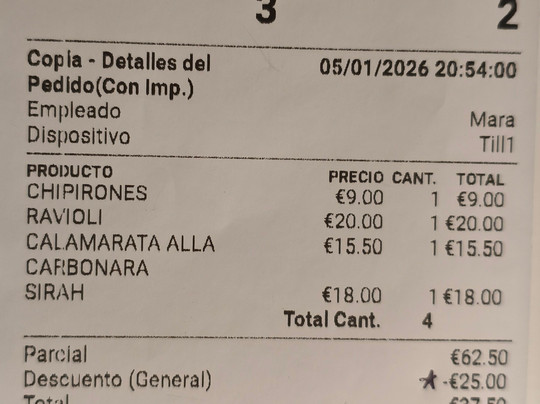 3 2
Copia - Detalles del 05/01/2026 20:54:00
Pedido(Con Imp.)
Empleado Mara
Dispositivo Till1
PRODUCTO PRECIO CANT. TOTAL
CHIPIRONES €9.00 1 €9.00
RAVIOLI €20.00 1 €20.00
CALAMARATA ALLA €15.50 1 €15.50
CARBONARA
SIRAH €18.00 1 €18.00
Total Cant. 4
Parcial €62.50
Descuento (General) ★ -€25.00
Total €37.50